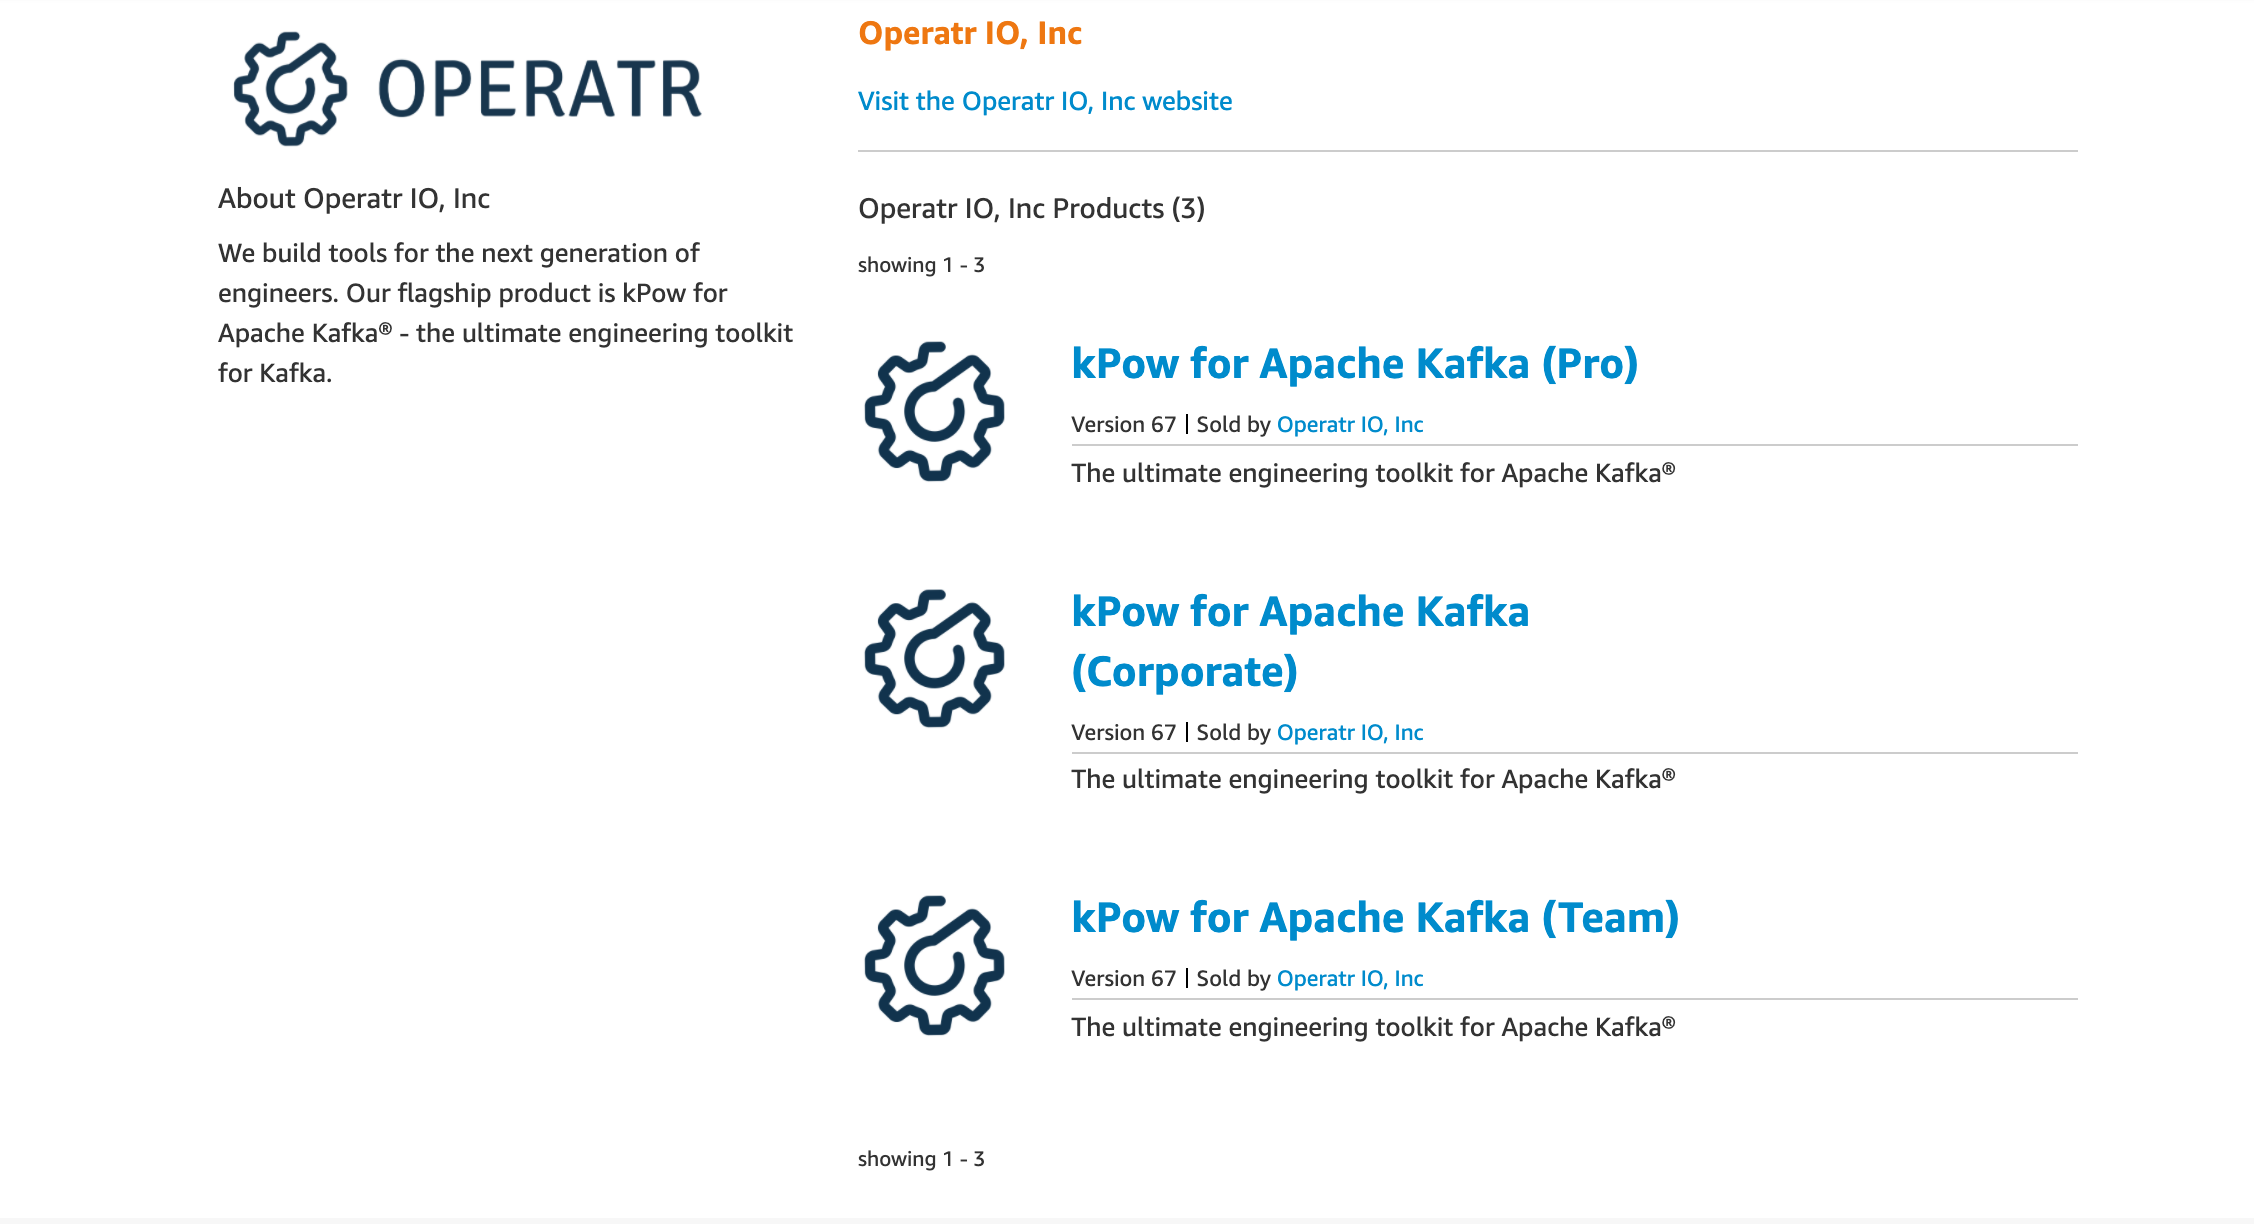 OPERATR
About Operatr IO, Inc
We build tools for the next generation of
engineers. Our flagship product is kPow for
Apache Kafka® - the ultimate engineering toolkit
for Kafka.
Operatr IO, Inc
Visit the Operatr IO, Inc website
Operatr IO, Inc Products (3)
showing 1 - 3
kPow for Apache Kafka (Pro)
Version 67 | Sold by Operatr IO, Inc
The ultimate engineering toolkit for Apache Kafka®
kPow for Apache Kafka
(Corporate)
Version 67 | Sold by Operatr IO, Inc
The ultimate engineering toolkit for Apache Kafka®
kPow for Apache Kafka (Team)
Version 67 | Sold by Operatr IO, Inc
The ultimate engineering toolkit for Apache Kafka®
showing 1 - 3